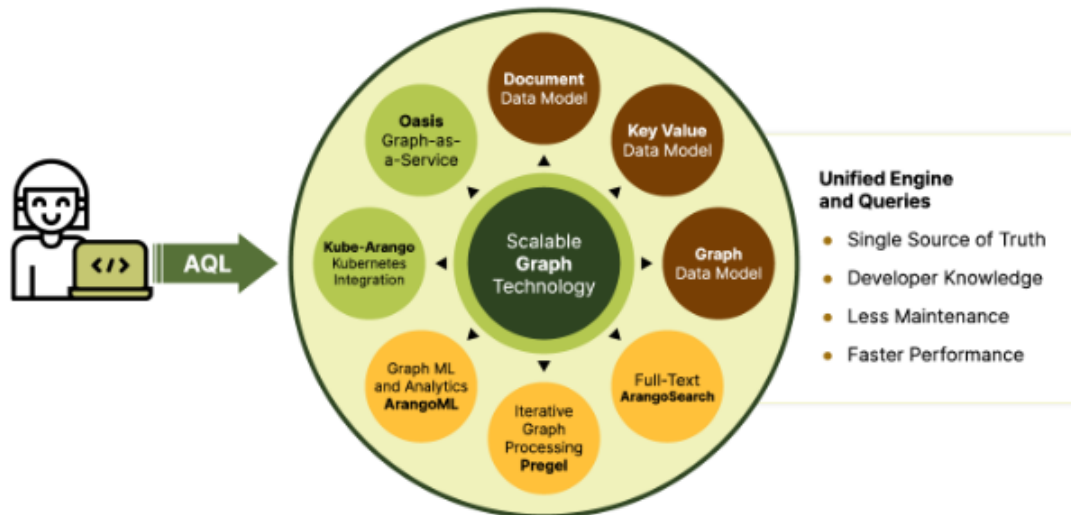 </>
AQL
Document
Data Model
Key Value
Data Model
Graph
Data Model
Full-Text
ArangoSearch
Iterative
Graph
Processing
Pregel
Graph ML
and Analytics
ArangoML
Kube-Arango
Kubernetes
Integration
Oasis
Graph-as-
a-Service
Scalable
Graph
Technology
Unified Engine
and Queries
• Single Source of Truth
• Developer Knowledge
• Less Maintenance
• Faster Performance